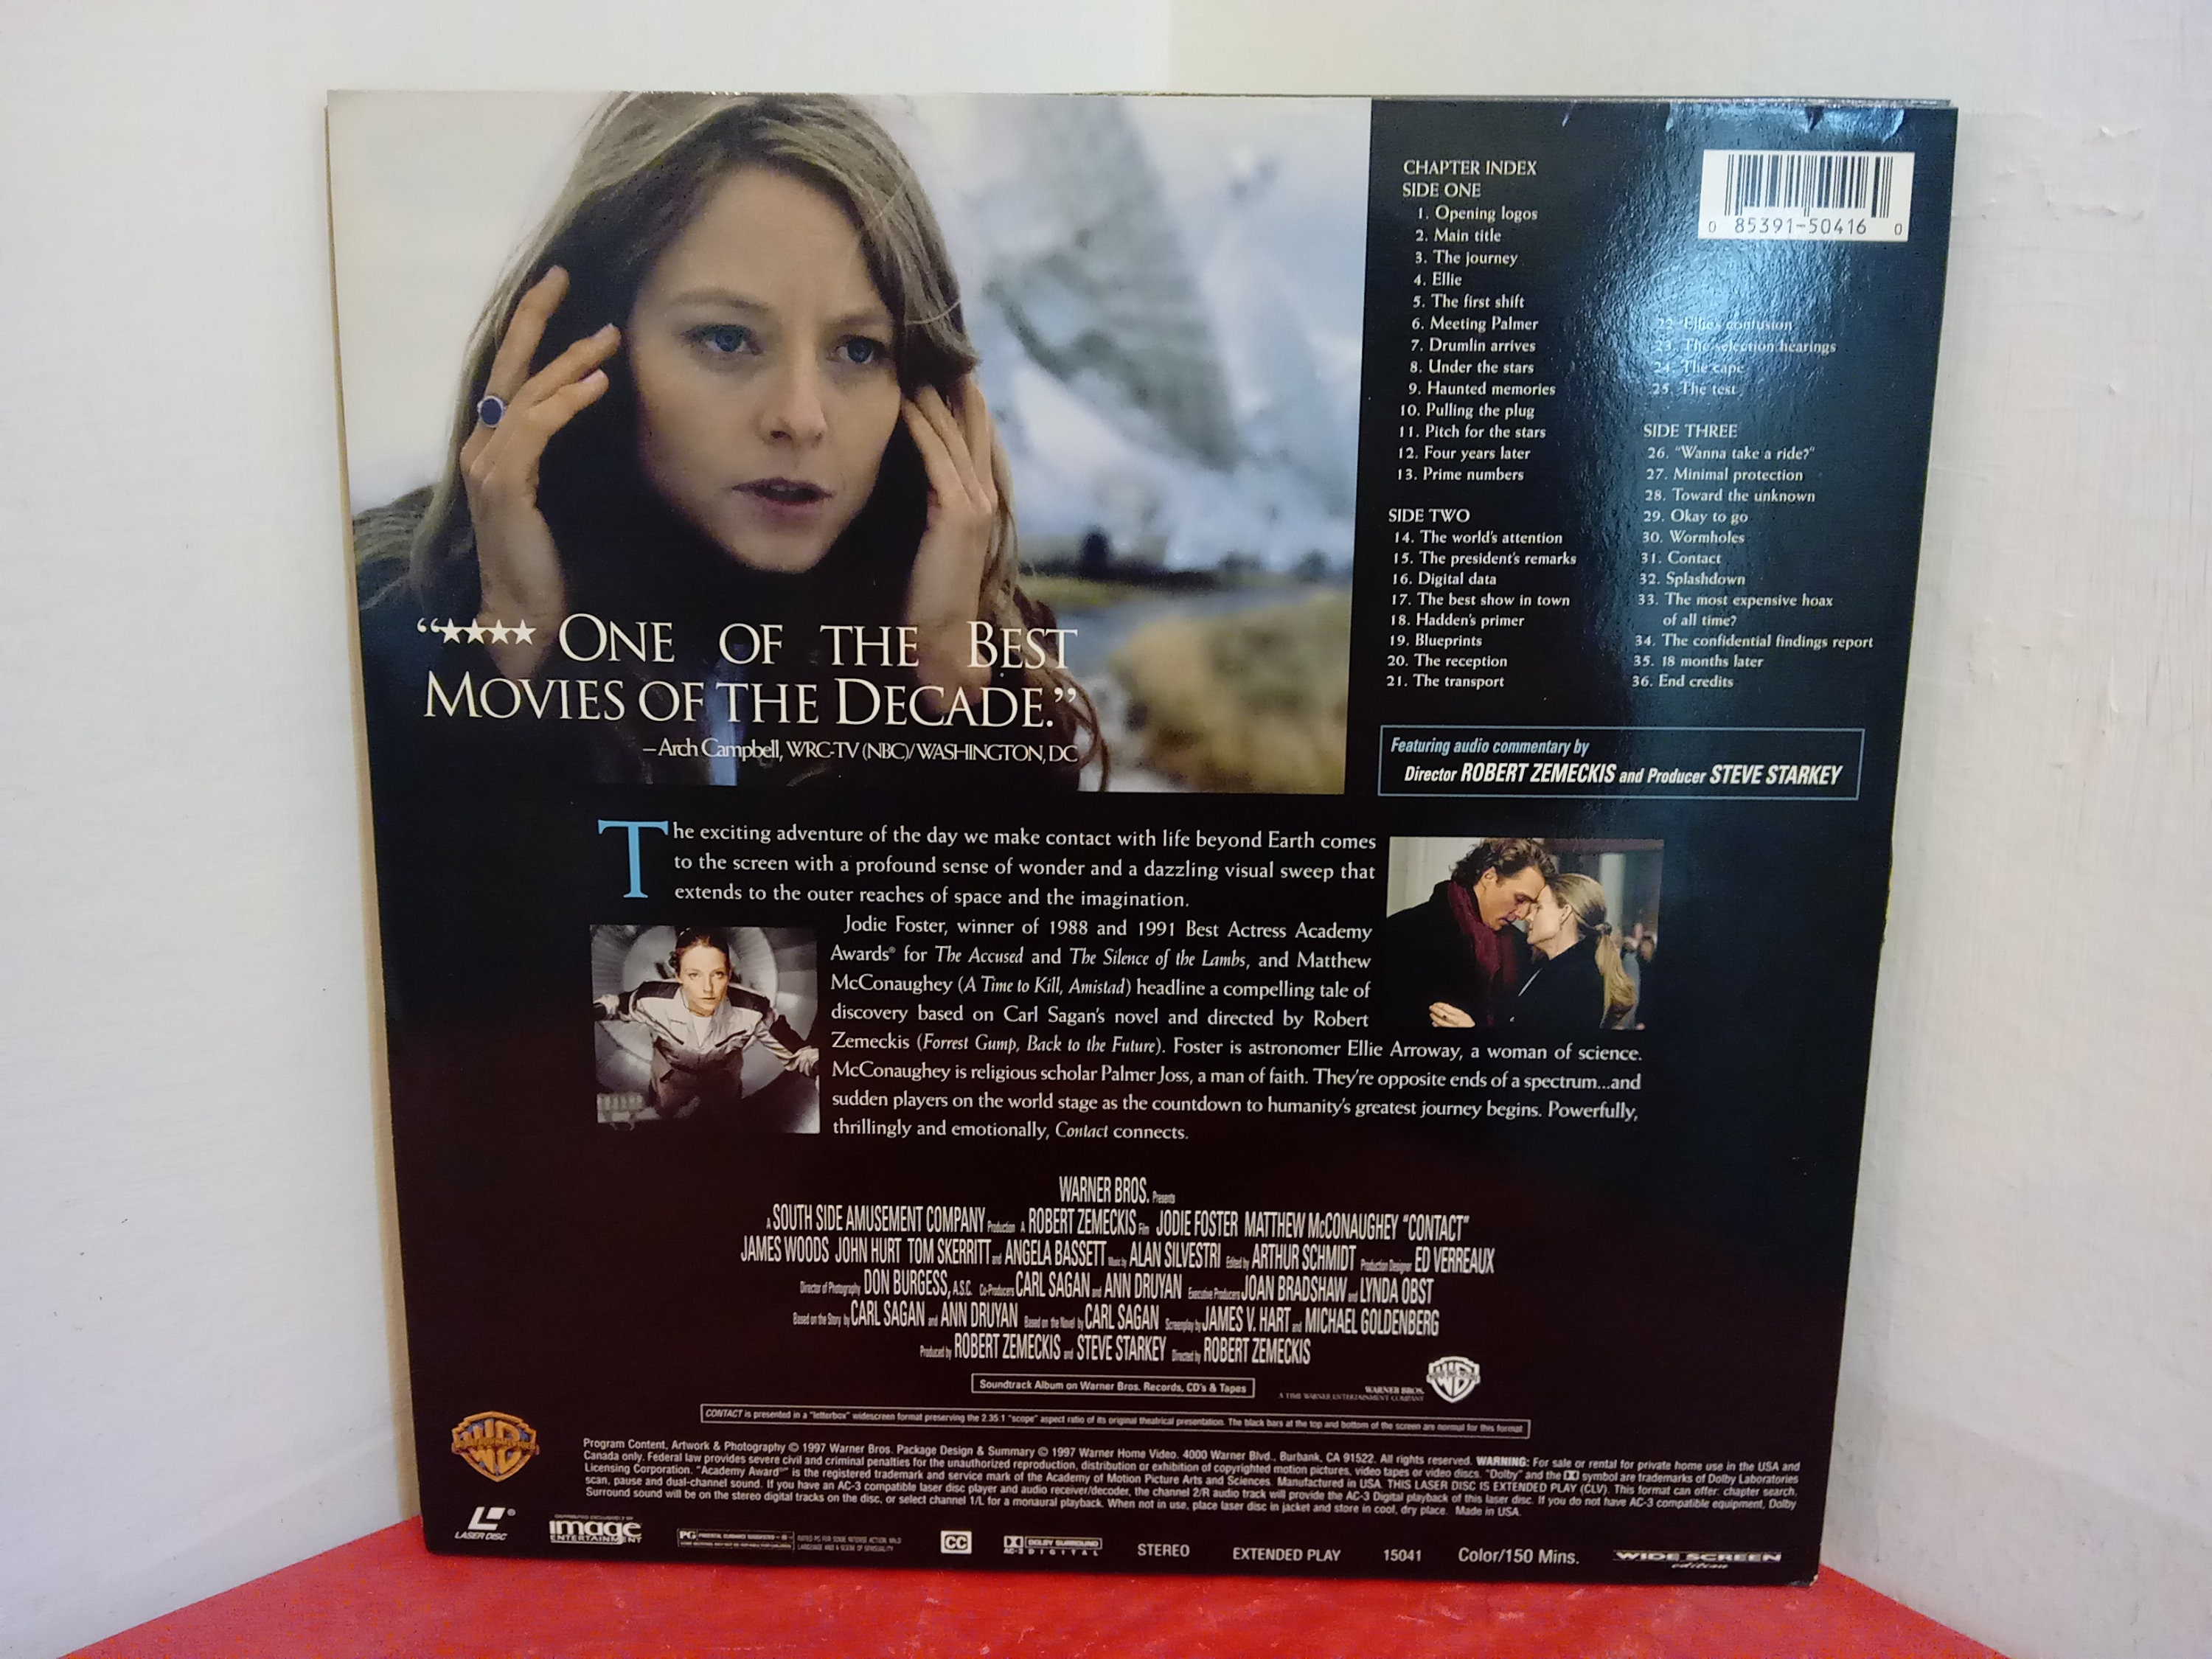 CHAPTER INDEX
SIDE ONE
1. Opening logos
2. Main title
3. The journey
4. Ellie
5. The first shift
6. Meeting Palmer
7. Drumlin arrives
8. Under the stars
9. Haunted memories
10. Pulling the plug
11. Pitch for the stars
12. Four years later
13. Prime numbers
SIDE TWO
14. The world's attention
15. The president's remarks
16. Digital data
17. The best show in town
18. Hadden's primer
19. Blueprints
20. The reception
21. The transport
0 85391-50416 0
22. Ellie's confusion
23. The selection hearings
24. The cape
25. The test
SIDE THREE
26. "Wanna take a ride?"
27. Minimal protection
28. Toward the unknown
29. Okay to go
30. Wormholes
31. Contact
32. Splashdown
33. The most expensive hoax
of all time?
34. The confidential findings report
35. 18 months later
36. End credits
"★★★★ ONE OF THE BEST
MOVIES OF THE DECADE."
—Arch Campbell, WRC-TV (NBC)/WASHINGTON, DC
Featuring audio commentary by
Director ROBERT ZEMECKIS and Producer STEVE STARKEY
The exciting adventure of the day we make contact with life beyond Earth comes
to the screen with a profound sense of wonder and a dazzling visual sweep that
extends to the outer reaches of space and the imagination.
Jodie Foster, winner of 1988 and 1991 Best Actress Academy
Awards® for The Accused and The Silence of the Lambs, and Matthew
McConaughey (A Time to Kill, Amistad) headline a compelling tale of
discovery based on Carl Sagan's novel and directed by Robert
Zemeckis (Forrest Gump, Back to the Future). Foster is astronomer Ellie Arroway, a woman of science.
McConaughey is religious scholar Palmer Joss, a man of faith. They're opposite ends of a spectrum...and
sudden players on the world stage as the countdown to humanity's greatest journey begins. Powerfully,
thrillingly and emotionally, Contact connects.
WARNER BROS. Presents
A SOUTH SIDE AMUSEMENT COMPANY Production A ROBERT ZEMECKIS Film JODIE FOSTER MATTHEW McCONAUGHEY "CONTACT"
JAMES WOODS JOHN HURT TOM SKERRITT and ANGELA BASSETT Music by ALAN SILVESTRI Edited by ARTHUR SCHMIDT Production Designer ED VERREAUX
Director of Photography DON BURGESS, A.S.C. Co-Producers CARL SAGAN and ANN DRUYAN Executive Producers JOAN BRADSHAW and LYNDA OBST
Based on the Story by CARL SAGAN and ANN DRUYAN Based on the Novel by CARL SAGAN Screenplay by JAMES V. HART and MICHAEL GOLDENBERG
Produced by ROBERT ZEMECKIS and STEVE STARKEY Directed by ROBERT ZEMECKIS
Soundtrack Album on Warner Bros. Records, CD's & Tapes
WARNER BROS.
A TIME WARNER ENTERTAINMENT COMPANY
CONTACT is presented in a "letterbox" widescreen format preserving the 2.35:1 "scope" aspect ratio of its original theatrical presentation. The black bars at the top and bottom of the screen are normal for this format
Program Content, Artwork & Photography © 1997 Warner Bros. Package Design & Summary © 1997 Warner Home Video. 4000 Warner Blvd., Burbank, CA 91522. All rights reserved. WARNING: For sale or rental for private home use in the USA and
Canada only. Federal law provides severe civil and criminal penalties for the unauthorized reproduction, distribution or exhibition of copyrighted motion pictures, video tapes or video discs. "Dolby" and the symbol are trademarks of Dolby Laboratories
Licensing Corporation. "Academy Award®" is the registered trademark and service mark of the Academy of Motion Picture Arts and Sciences. Manufactured in USA. THIS LASER DISC IS EXTENDED PLAY (CLV). This format can offer: chapter search,
scan, pause and dual-channel sound. If you have an AC-3 compatible laser disc player and audio receiver/decoder, the channel 2/R audio track will provide the AC-3 Digital playback of this laser disc. If you do not have AC-3 compatible equipment, Dolby
Surround sound will be on the stereo digital tracks on the disc, or select channel 1/L for a monaural playback. When not in use, place laser disc in jacket and store in cool, dry place. Made in USA.
LASER DISC
DISTRIBUTED EXCLUSIVELY BY
image
ENTERTAINMENT
PG PARENTAL GUIDANCE SUGGESTED
RATED PG FOR SOME INTENSE ACTION, MILD
LANGUAGE AND A SCENE OF SENSUALITY
CC
DOLBY SURROUND
AC-3 DIGITAL
STEREO
EXTENDED PLAY
15041
Color/150 Mins.
WIDESCREEN
edition